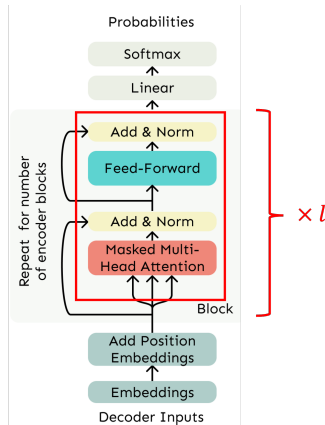 Probabilities
Softmax
Linear
Add & Norm
Feed-Forward
Add & Norm
Masked Multi-
Head Attention
Repeat for number
of encoder blocks
× l
Block
Add Position
Embeddings
Embeddings
Decoder Inputs